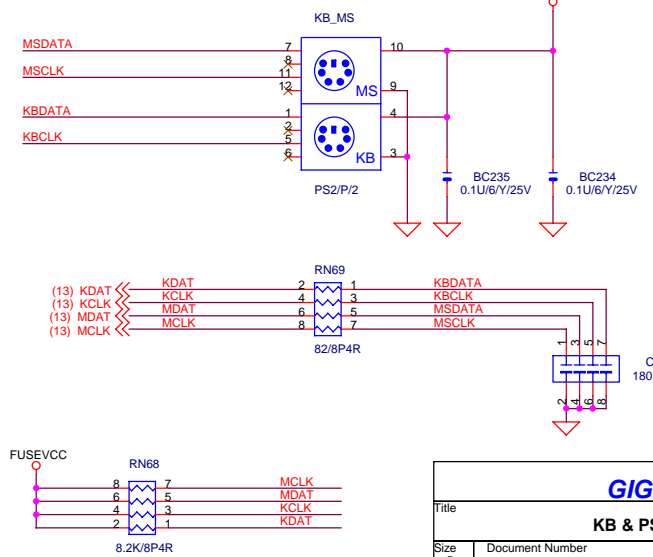 KB_MS
MSDATA 7 10
8
MSCLK 11
12 MS 9
KBDATA 1 4
2
KBCLK 5
6 KB 3
PS2/P/2
BC235
0.1U/6/Y/25V
BC234
0.1U/6/Y/25V
RN69
(13) KDAT KDAT 2 1 KBDATA
(13) KCLK KCLK 4 3 KBCLK
(13) MDAT MDAT 6 5 MSDATA
(13) MCLK MCLK 8 7 MSCLK
82/8P4R
1 3 5 7
2 4 6 8
180
FUSEVCC
RN68
8 7 MCLK
6 5 MDAT
4 3 KCLK
2 1 KDAT
8.2K/8P4R
GIG
Title
KB & PS
Size Document Number